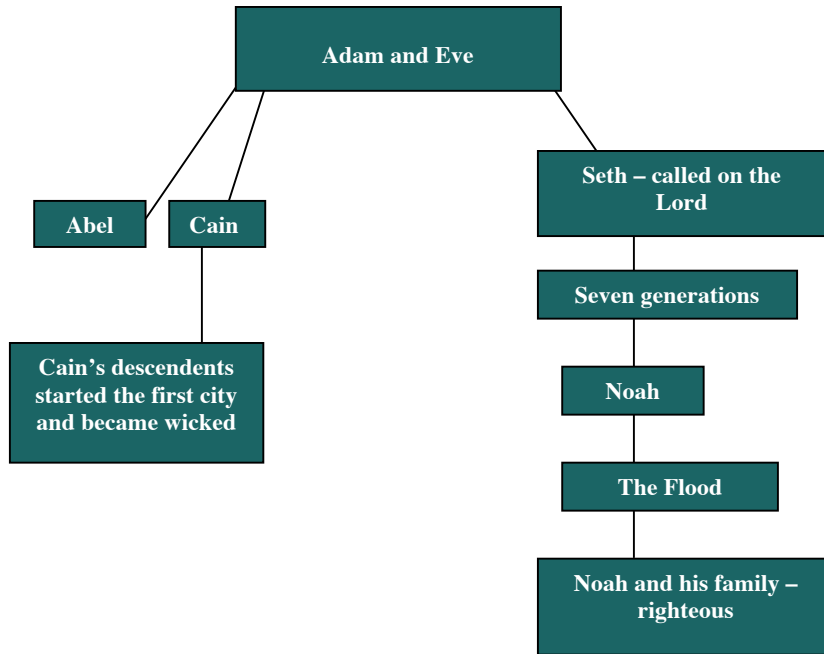 Adam and Eve
Abel
Cain
Cain’s descendents
started the first city
and became wicked
Seth – called on the
Lord
Seven generations
Noah
The Flood
Noah and his family –
righteous